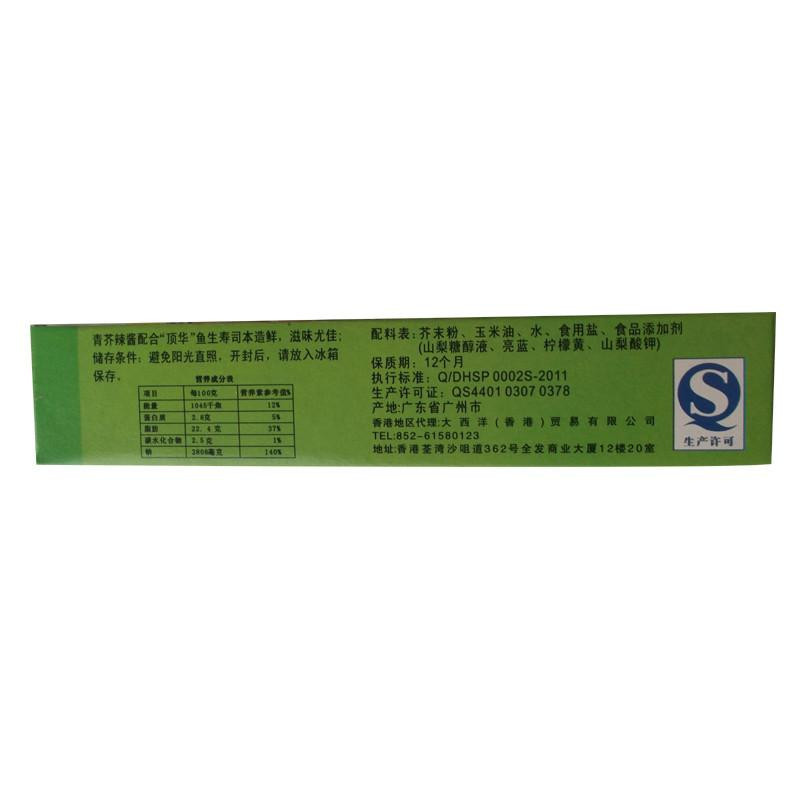 青芥辣酱配合“顶华”鱼生寿司本造鲜，滋味尤佳；
储存条件：避免阳光直照，开封后，请放入冰箱
保存。
营养成分表
项目 每100克 营养素参考值%
能量 1045千焦 12%
蛋白质 2.8克 5%
脂肪 22.4克 37%
碳水化合物 2.5克 1%
钠 2806毫克 140%
配料表：芥末粉、玉米油、水、食用盐、食品添加剂
(山梨糖醇液、亮蓝、柠檬黄、山梨酸钾)
保质期：12个月
执行标准：Q/DHSP 0002S-2011
生产许可证：QS4401 0307 0378
产地:广东省广州市
香港地区代理:大西洋(香港)贸易有限公司
TEL:852-61580123
地址:香港荃湾沙咀道362号全发商业大厦12楼20室
QS
生产许可